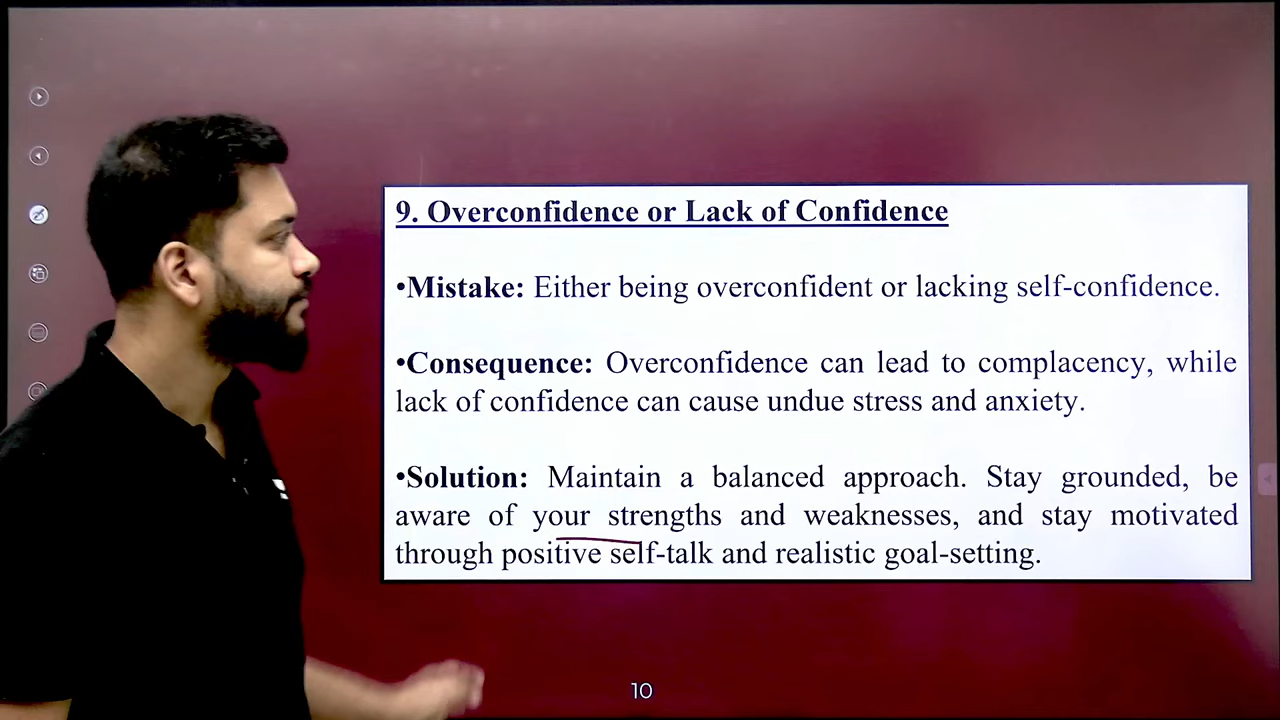 9. Overconfidence or Lack of Confidence
•Mistake: Either being overconfident or lacking self-confidence.
•Consequence: Overconfidence can lead to complacency, while
lack of confidence can cause undue stress and anxiety.
•Solution: Maintain a balanced approach. Stay grounded, be
aware of your strengths and weaknesses, and stay motivated
through positive self-talk and realistic goal-setting.
10